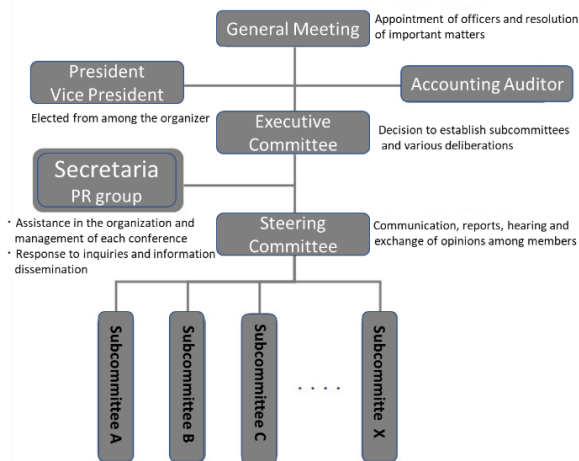 General Meeting
Appointment of officers and resolution
of important matters
President
Vice President
Accounting Auditor
Elected from among the organizer
Executive
Committee
Decision to establish subcommittees
and various deliberations
Secretaria
PR group
・Assistance in the organization and
management of each conference
・Response to inquiries and information
dissemination
Steering
Committee
Communication, reports, hearing and
exchange of opinions among members
Subcommittee A
Subcommittee B
Subcommittee C
・・・・
Subcommitte X